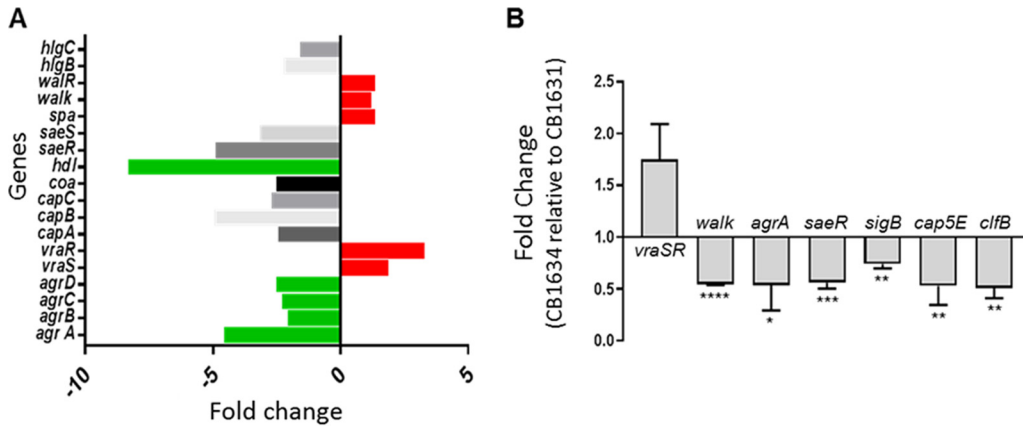 A
Genes
hlgC
hlgB
walR
walk
spa
saeS
saeR
hdl
coa
capC
capB
capA
vraR
vraS
agrD
agrC
agrB
agr A
-10
-5
0
5
Fold change
B
Fold Change
(CB1634 relative to CB1631)
2.5
2.0
1.5
1.0
0.5
0.0
walk agrA saeR sigB cap5E clfB
vraSR
**** * *** ** ** **